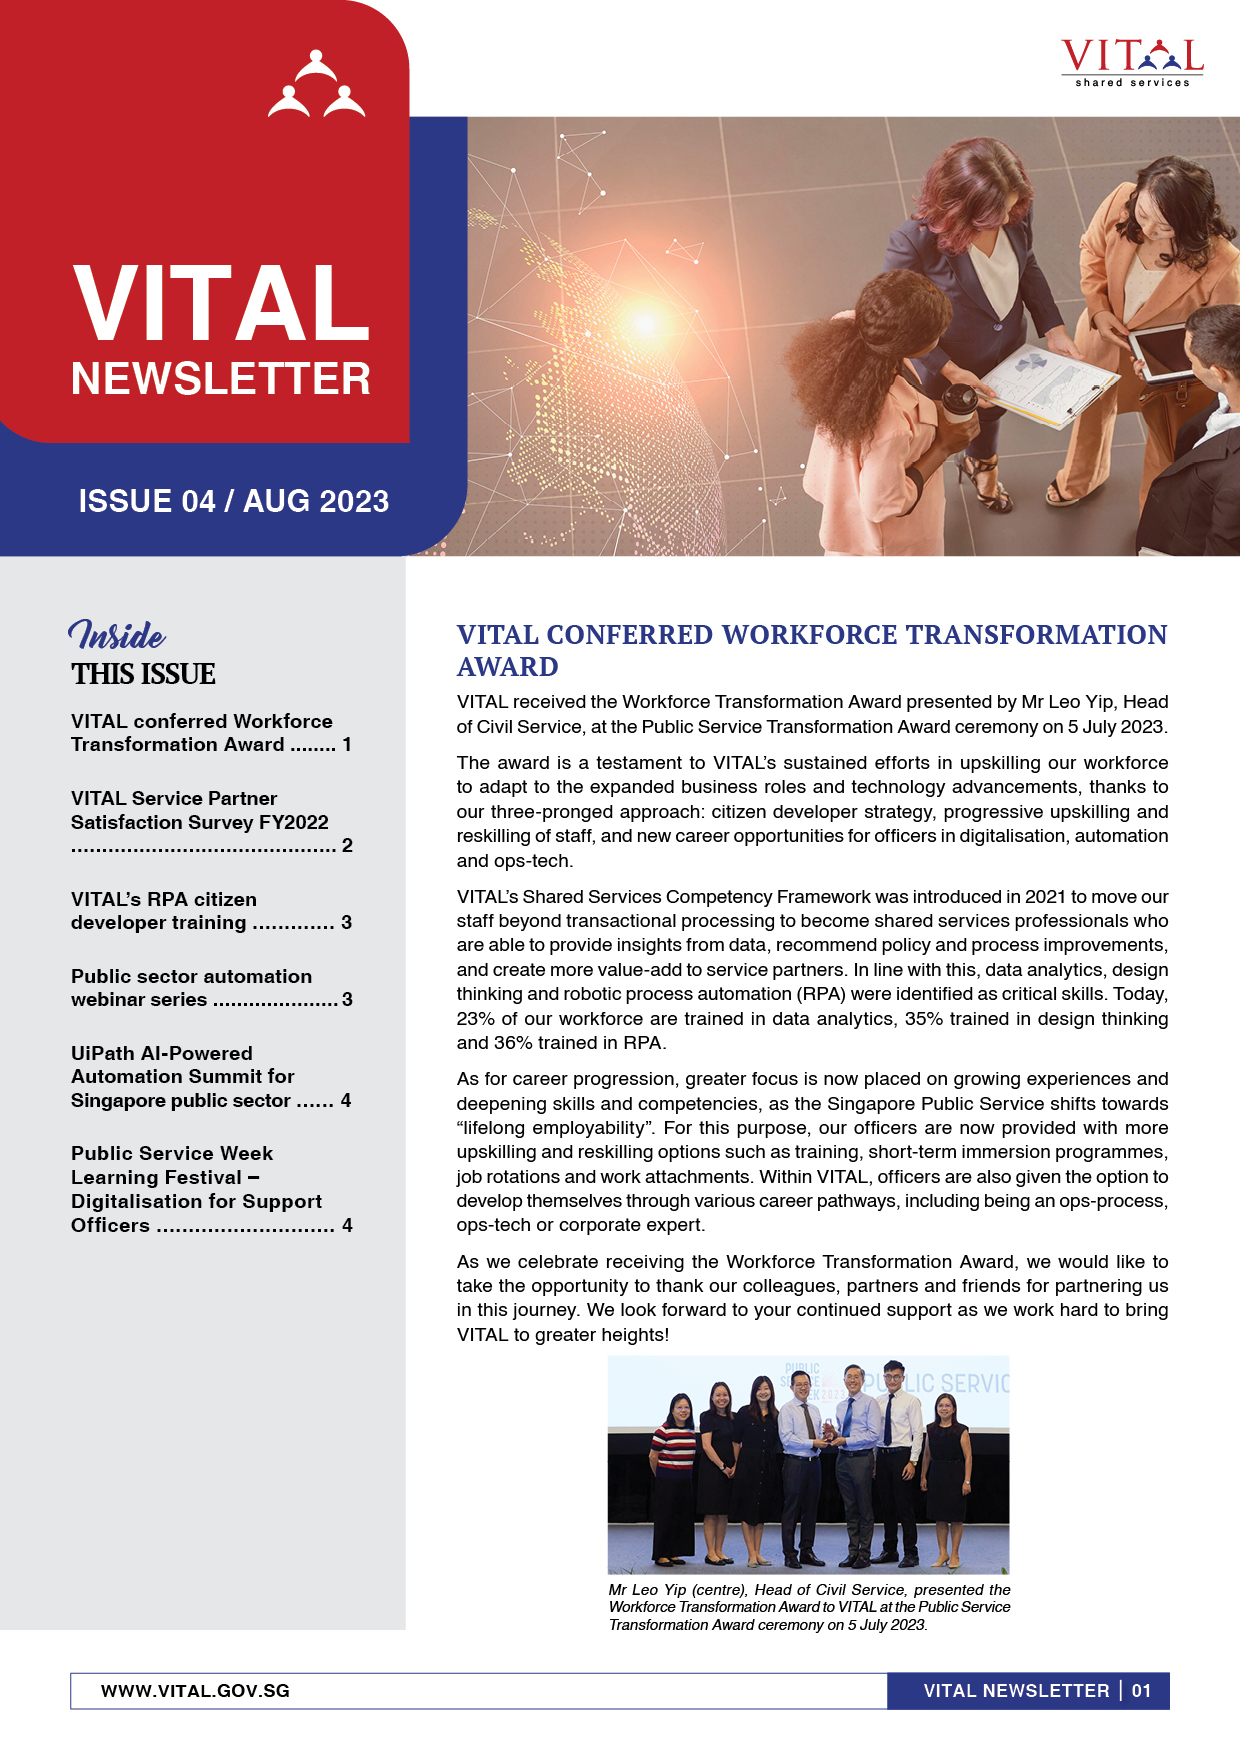 VITAL
shared services
VITAL
NEWSLETTER
ISSUE 04 / AUG 2023
Inside
THIS ISSUE
VITAL conferred Workforce
Transformation Award ........ 1
VITAL Service Partner
Satisfaction Survey FY2022
........................................... 2
VITAL’s RPA citizen
developer training ............. 3
Public sector automation
webinar series ..................... 3
UiPath AI-Powered
Automation Summit for
Singapore public sector ...... 4
Public Service Week
Learning Festival –
Digitalisation for Support
Officers ............................ 4
VITAL CONFERRED WORKFORCE TRANSFORMATION
AWARD
VITAL received the Workforce Transformation Award presented by Mr Leo Yip, Head
of Civil Service, at the Public Service Transformation Award ceremony on 5 July 2023.
The award is a testament to VITAL’s sustained efforts in upskilling our workforce
to adapt to the expanded business roles and technology advancements, thanks to
our three-pronged approach: citizen developer strategy, progressive upskilling and
reskilling of staff, and new career opportunities for officers in digitalisation, automation
and ops-tech.
VITAL’s Shared Services Competency Framework was introduced in 2021 to move our
staff beyond transactional processing to become shared services professionals who
are able to provide insights from data, recommend policy and process improvements,
and create more value-add to service partners. In line with this, data analytics, design
thinking and robotic process automation (RPA) were identified as critical skills. Today,
23% of our workforce are trained in data analytics, 35% trained in design thinking
and 36% trained in RPA.
As for career progression, greater focus is now placed on growing experiences and
deepening skills and competencies, as the Singapore Public Service shifts towards
“lifelong employability”. For this purpose, our officers are now provided with more
upskilling and reskilling options such as training, short-term immersion programmes,
job rotations and work attachments. Within VITAL, officers are also given the option to
develop themselves through various career pathways, including being an ops-process,
ops-tech or corporate expert.
As we celebrate receiving the Workforce Transformation Award, we would like to
take the opportunity to thank our colleagues, partners and friends for partnering us
in this journey. We look forward to your continued support as we work hard to bring
VITAL to greater heights!
PUBLIC
2023
PUBLIC SERVIC
Mr Leo Yip (centre), Head of Civil Service, presented the
Workforce Transformation Award to VITAL at the Public Service
Transformation Award ceremony on 5 July 2023.
WWW.VITAL.GOV.SG
VITAL NEWSLETTER | 01